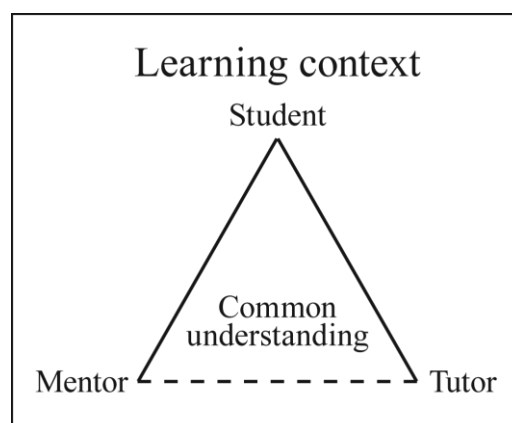 Learning context
Student
Common
understanding
Mentor
Tutor